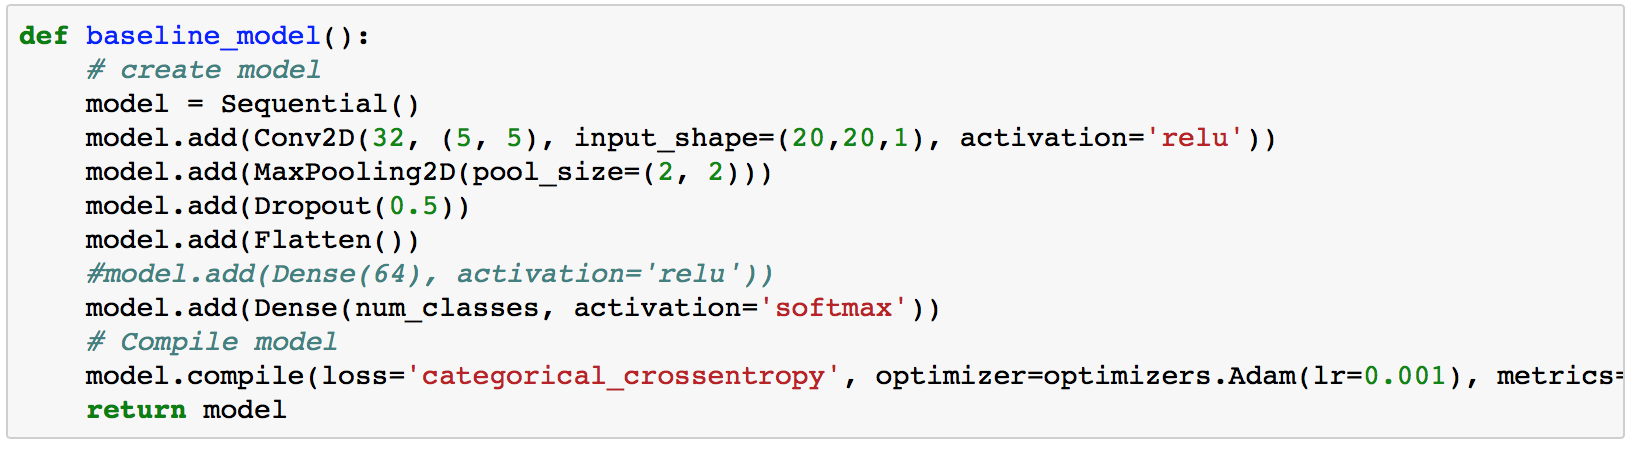 def baseline_model():
    # create model
    model = Sequential()
    model.add(Conv2D(32, (5, 5), input_shape=(20,20,1), activation='relu'))
    model.add(MaxPooling2D(pool_size=(2, 2)))
    model.add(Dropout(0.5))
    model.add(Flatten())
    #model.add(Dense(64), activation='relu'))
    model.add(Dense(num_classes, activation='softmax'))
    # Compile model
    model.compile(loss='categorical_crossentropy', optimizer=optimizers.Adam(lr=0.001), metrics=
    return model